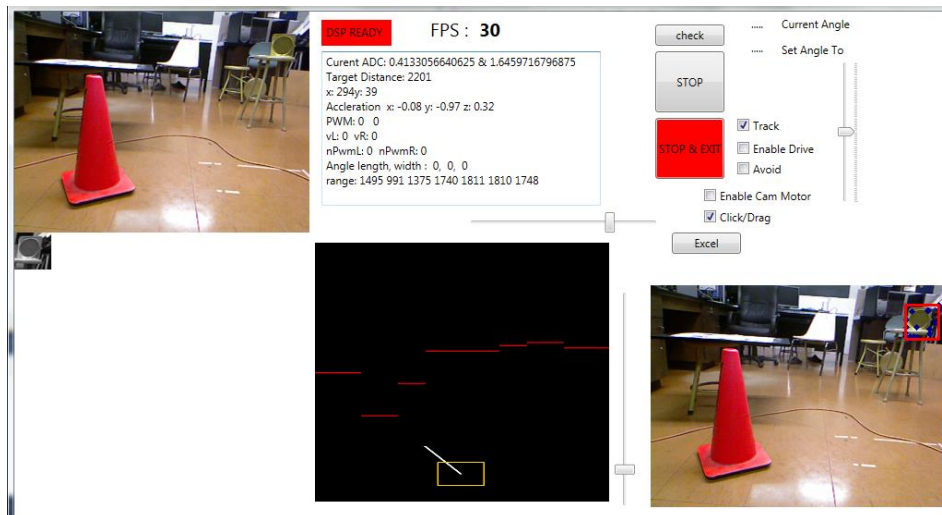 DSP READY
FPS : 30
Curent ADC: 0.4133056640625 & 1.6459716796875
Target Distance: 2201
x: 294y: 39
Accleration x: -0.08 y: -0.97 z: 0.32
PWM: 0 0
vL: 0 vR: 0
nPwmL: 0 nPwmR: 0
Angle length, width : 0, 0, 0
range: 1495 991 1375 1740 1811 1810 1748
check
..... Current Angle
..... Set Angle To
STOP
STOP & EXIT
Track
Enable Drive
Avoid
Enable Cam Motor
Click/Drag
Excel